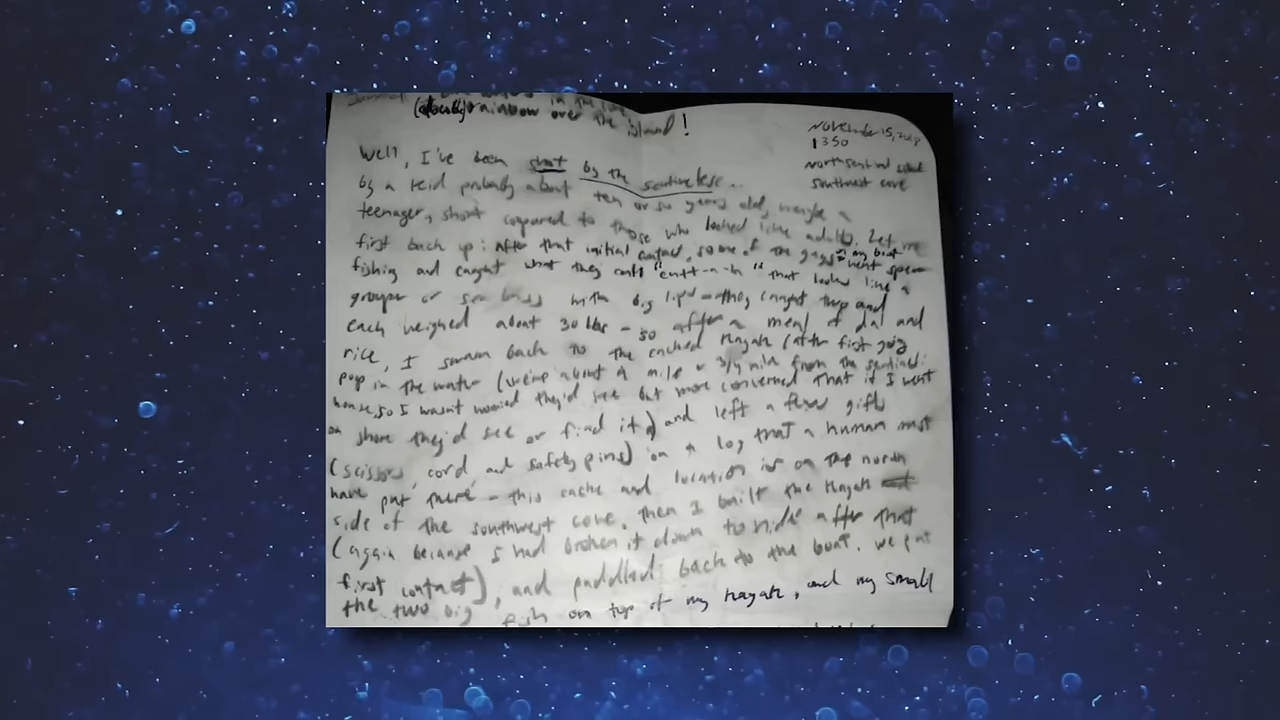 rainbow over the island!
November 15, 2018
1350
North Sentinel
southwest cove
Well, I've been shot by the sentinelese..
by a kid probably about ten or so years old, maybe a
teenager, short compared to those who looked like adults. Let me
first back up: After that initial contact, some of the guys my boat went spear
fishing and caught what they call " " that looked like a
grouper or sea bass with big lips - they caught two and
each weighed about 30 lbs - so after a meal of dal and
rice, I swam back to the cached Kayak (after first going
poop in the water (we're about a mile or 3/4 mile from the sentinel
house, so I wasn't worried they'd see but more concerned that if I went
on shore they'd see or find it) and left a few gifts
(scissors, cord, and safety pins) on a log that a human must
have put there - this cache and location is on the north
side of the southwest cove, then I built the Kayak
(again because I had broken it down to hide after that
first contact), and paddled back to the boat. we put
the two big fish on top of my Kayak, and my small